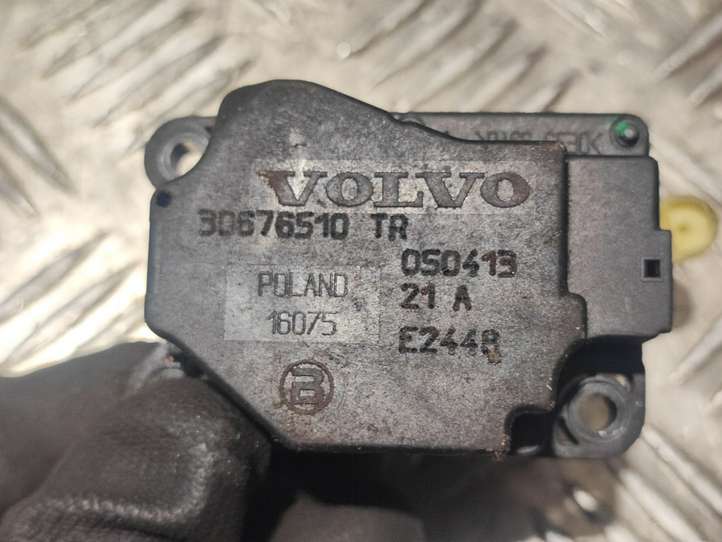 VOLVO
30676510 TR
050413
POLAND
21 A
16075
E2448
B